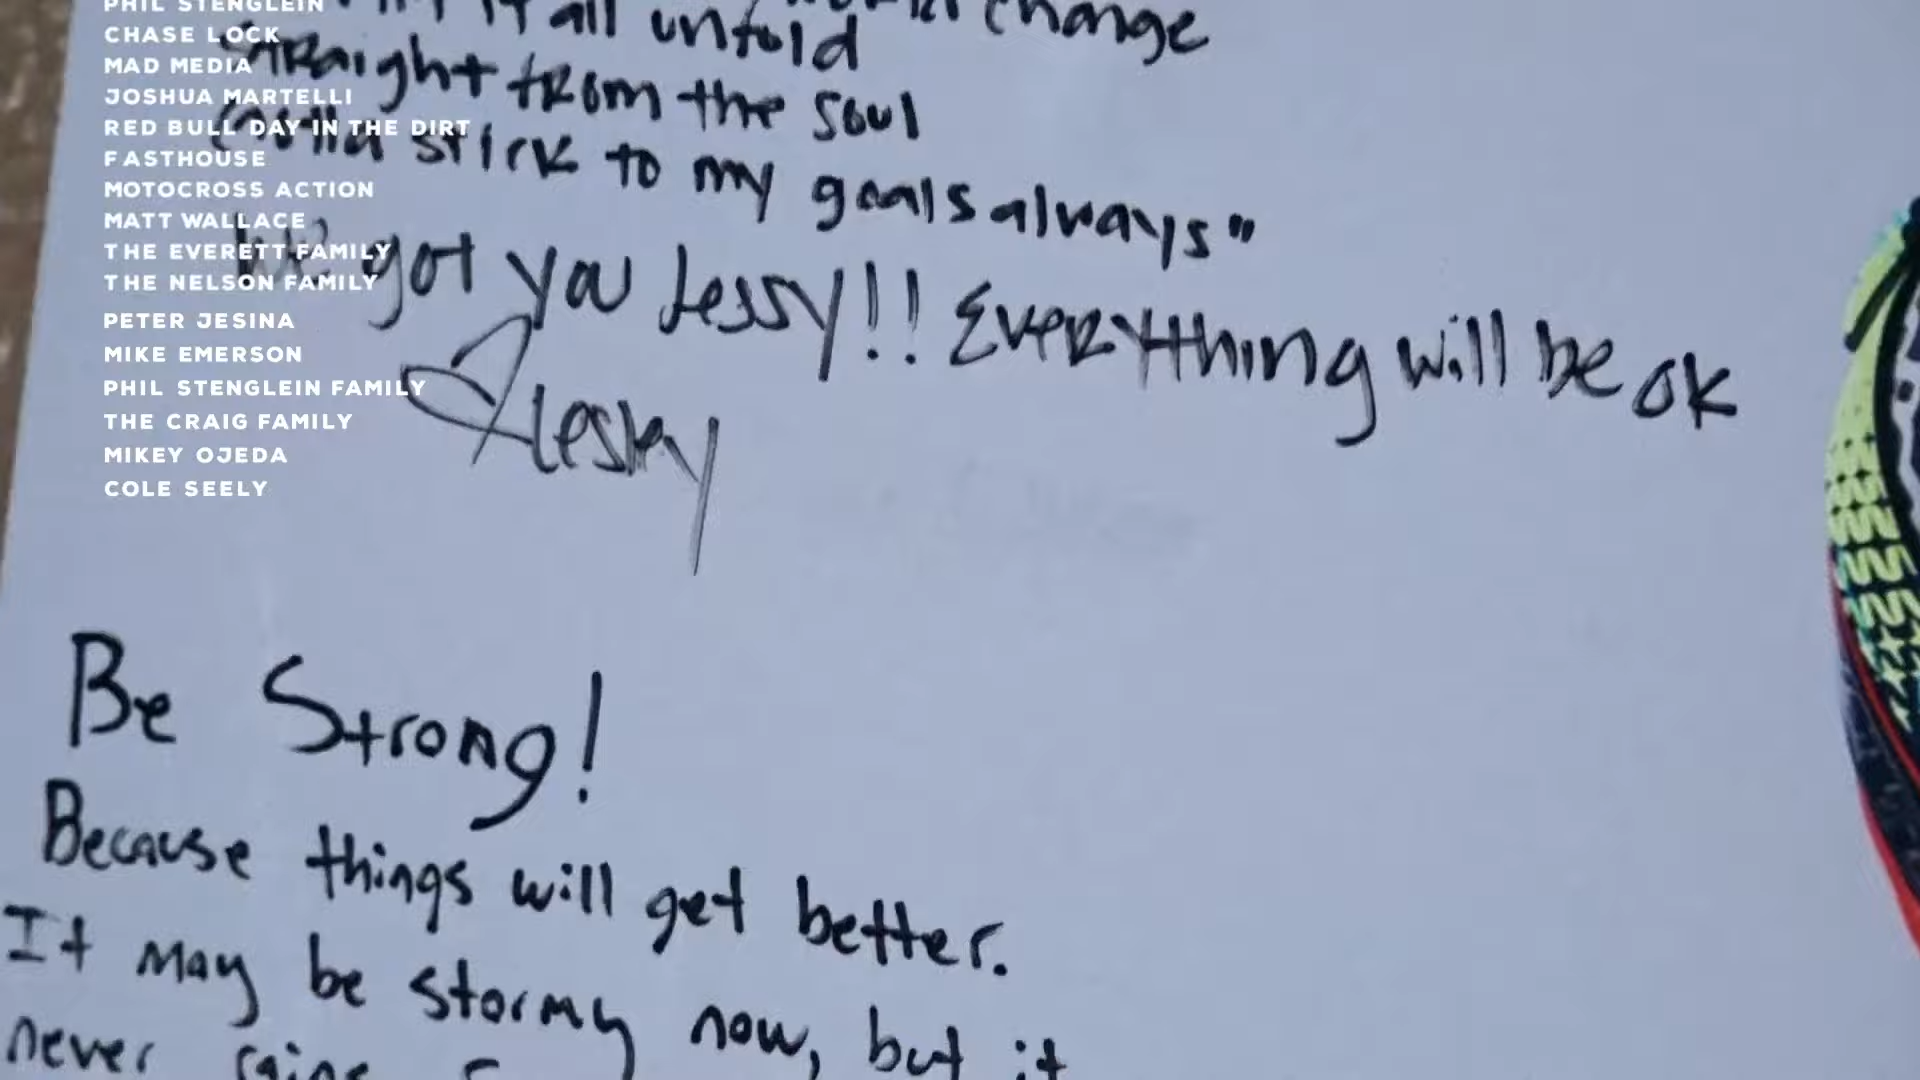 PHIL STENGLEIN
CHASE LOCK
MAD MEDIA
JOSHUA MARTELLI
RED BULL DAY IN THE DIRT
FASTHOUSE
MOTOCROSS ACTION
MATT WALLACE
THE EVERETT FAMILY
THE NELSON FAMILY
PETER JESINA
MIKE EMERSON
PHIL STENGLEIN FAMILY
THE CRAIG FAMILY
MIKEY OJEDA
COLE SEELY
it all unfold
change
straight from the soul
stick to my goals always"
We got you Jessy!! Everything will be ok
Lesley
Be Strong!
Because things will get better.
It may be stormy now, but it
never rains